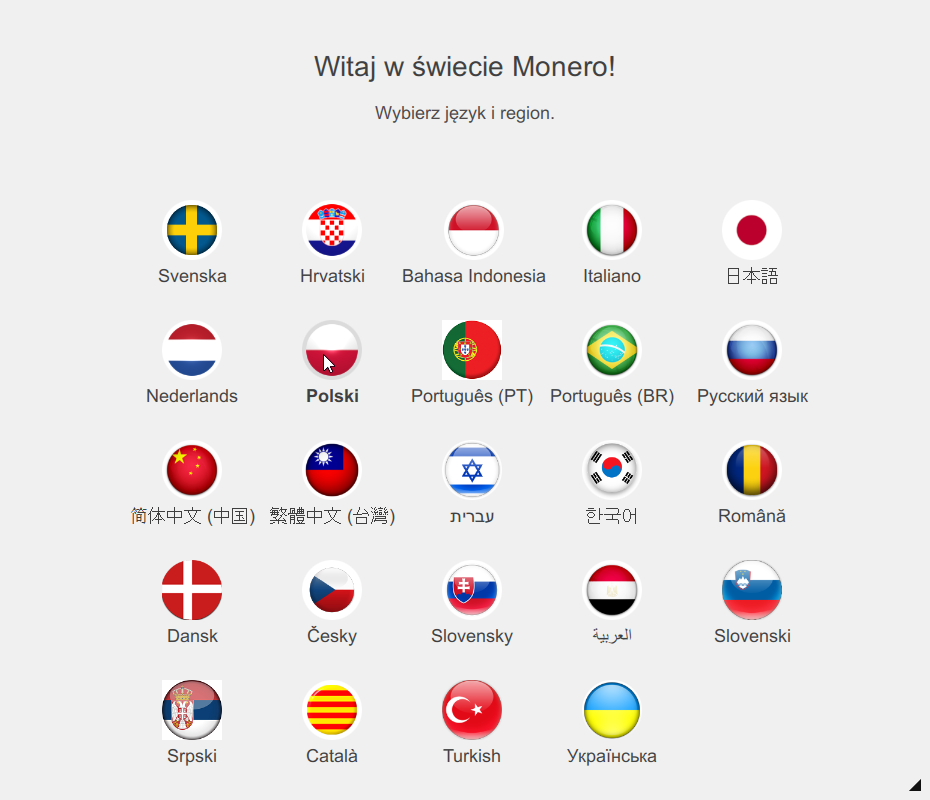 Witaj w świecie Monero!
Wybierz język i region.
Svenska
Hrvatski
Bahasa Indonesia
Italiano
日本語
Nederlands
Polski
Português (PT)
Português (BR)
Русский язык
简体中文 (中国)
繁體中文 (台灣)
עברית
한국어
Română
Dansk
Česky
Slovensky
العربية
Slovenski
Srpski
Català
Turkish
Українська